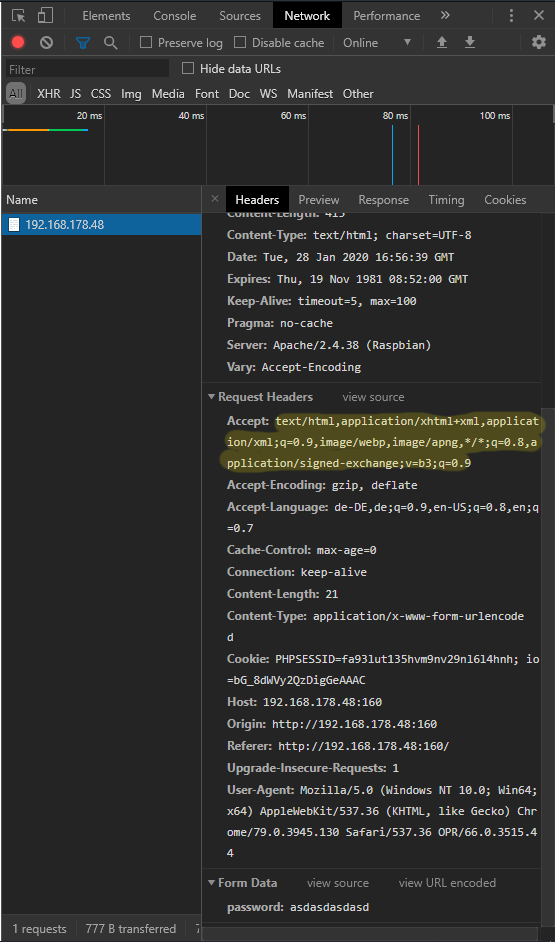 Elements Console Sources Network Performance
Preserve log Disable cache Online
Filter Hide data URLs
All XHR JS CSS Img Media Font Doc WS Manifest Other
20 ms 40 ms 60 ms 80 ms 100 ms
Name
192.168.178.48
× Headers Preview Response Timing Cookies
Content-Length: 415
Content-Type: text/html; charset=UTF-8
Date: Tue, 28 Jan 2020 16:56:39 GMT
Expires: Thu, 19 Nov 1981 08:52:00 GMT
Keep-Alive: timeout=5, max=100
Pragma: no-cache
Server: Apache/2.4.38 (Raspbian)
Vary: Accept-Encoding
Request Headers view source
Accept: text/html,application/xhtml+xml,applicat
ion/xml;q=0.9,image/webp,image/apng,*/*;q=0.8,a
pplication/signed-exchange;v=b3;q=0.9
Accept-Encoding: gzip, deflate
Accept-Language: de-DE,de;q=0.9,en-US;q=0.8,en;q
=0.7
Cache-Control: max-age=0
Connection: keep-alive
Content-Length: 21
Content-Type: application/x-www-form-urlencode
d
Cookie: PHPSESSID=fa93lut135hvm9nv29nl6l4hnh; io
=bG_8dWVy2QzDigGeAAAC
Host: 192.168.178.48:160
Origin: http://192.168.178.48:160
Referer: http://192.168.178.48:160/
Upgrade-Insecure-Requests: 1
User-Agent: Mozilla/5.0 (Windows NT 10.0; Win64;
x64) AppleWebKit/537.36 (KHTML, like Gecko) Chr
ome/79.0.3945.130 Safari/537.36 OPR/66.0.3515.4
4
Form Data view source view URL encoded
password: asdasdasdasd
1 requests 777 B transferred